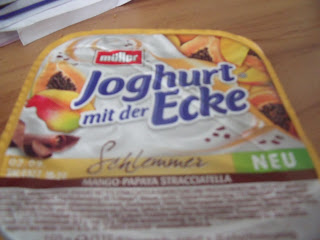 müller
Joghurt
mit der Ecke
Schlemmer
NEU
MANGO-PAPAYA STRACCIATELLA